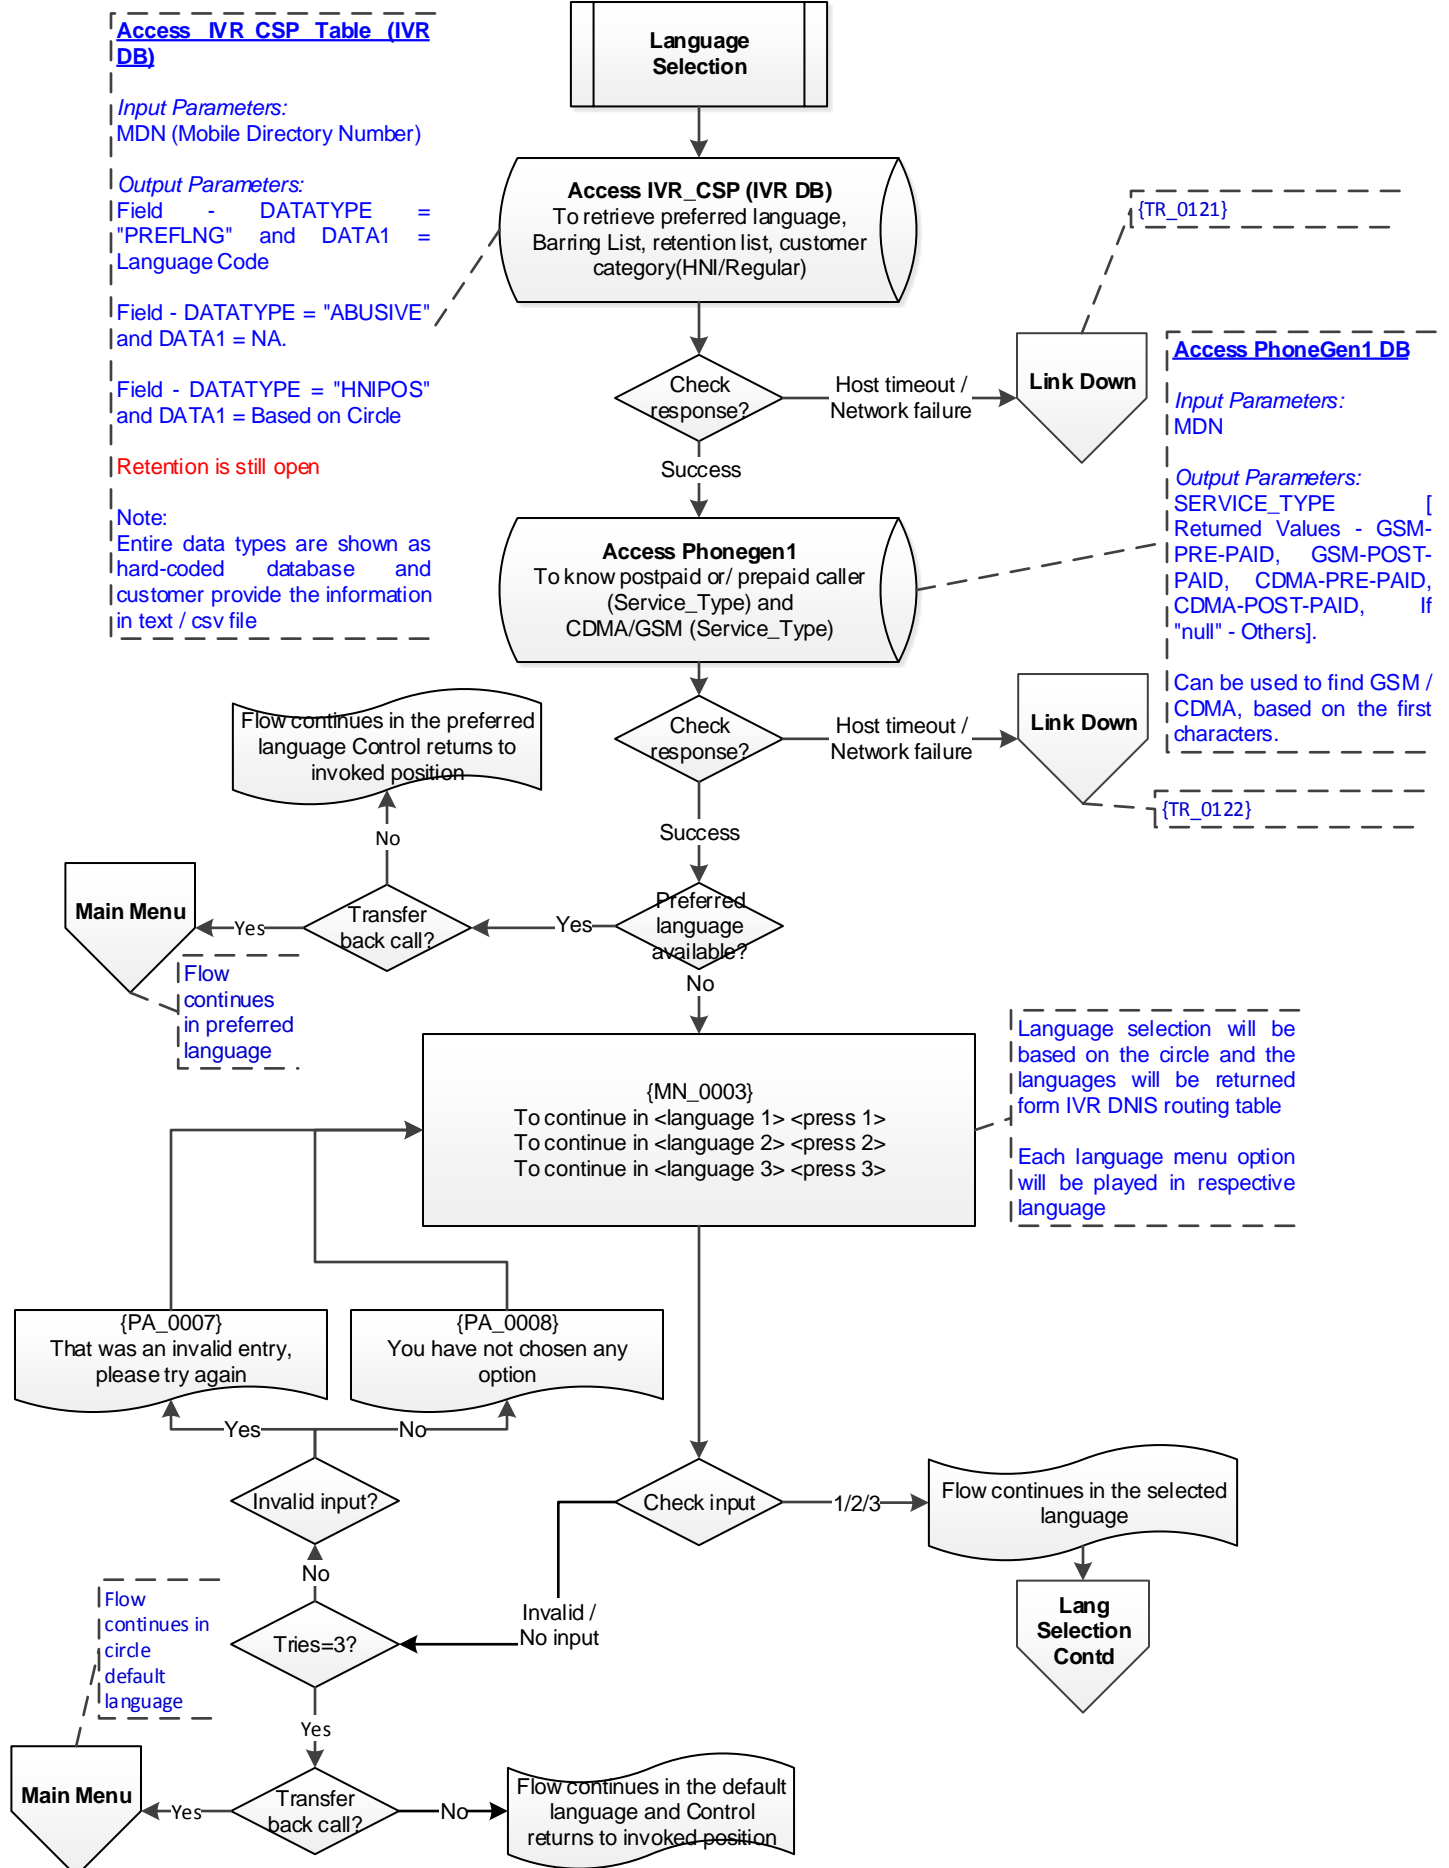 Access IVR_CSP Table (IVR
DB)
Input Parameters:
MDN (Mobile Directory Number)
Output Parameters:
Field - DATATYPE =
"PREFLNG" and DATA1 =
Language Code
Field - DATATYPE = "ABUSIVE"
and DATA1 = NA.
Field - DATATYPE = "HNIPOS"
and DATA1 = Based on Circle
Retention is still open
Note:
Entire data types are shown as
hard-coded database and
customer provide the information
in text / csv file
Language
Selection
Access IVR_CSP (IVR DB)
To retrieve preferred language,
Barring List, retention list, customer
category(HNI/Regular)
{TR_0121}
Check
response?
Host timeout /
Network failure
Link Down
Success
Access PhoneGen1 DB
Input Parameters:
MDN
Output Parameters:
SERVICE_TYPE [
Returned Values - GSM-
PRE-PAID, GSM-POST-
PAID, CDMA-PRE-PAID,
CDMA-POST-PAID, If
"null" - Others].
Can be used to find GSM /
CDMA, based on the first
characters.
Access Phonegen1
To know postpaid or/ prepaid caller
(Service_Type) and
CDMA/GSM (Service_Type)
Check
response?
Host timeout /
Network failure
Link Down
{TR_0122}
Success
Flow continues in the preferred
language Control returns to
invoked position
No
Preferred
language
available?
Yes
Transfer
back call?
Yes
Main Menu
Flow
continues
in preferred
language
No
{MN_0003}
To continue in <language 1> <press 1>
To continue in <language 2> <press 2>
To continue in <language 3> <press 3>
Language selection will be
based on the circle and the
languages will be returned
form IVR DNIS routing table
Each language menu option
will be played in respective
language
{PA_0007}
That was an invalid entry,
please try again
{PA_0008}
You have not chosen any
option
Yes
No
Invalid input?
Check input
1/2/3
Flow continues in the selected
language
Lang
Selection
Contd
No
Invalid /
No input
Tries=3?
Flow
continues in
circle
default
language
Yes
Main Menu
Yes
Transfer
back call?
No
Flow continues in the default
language and Control
returns to invoked position